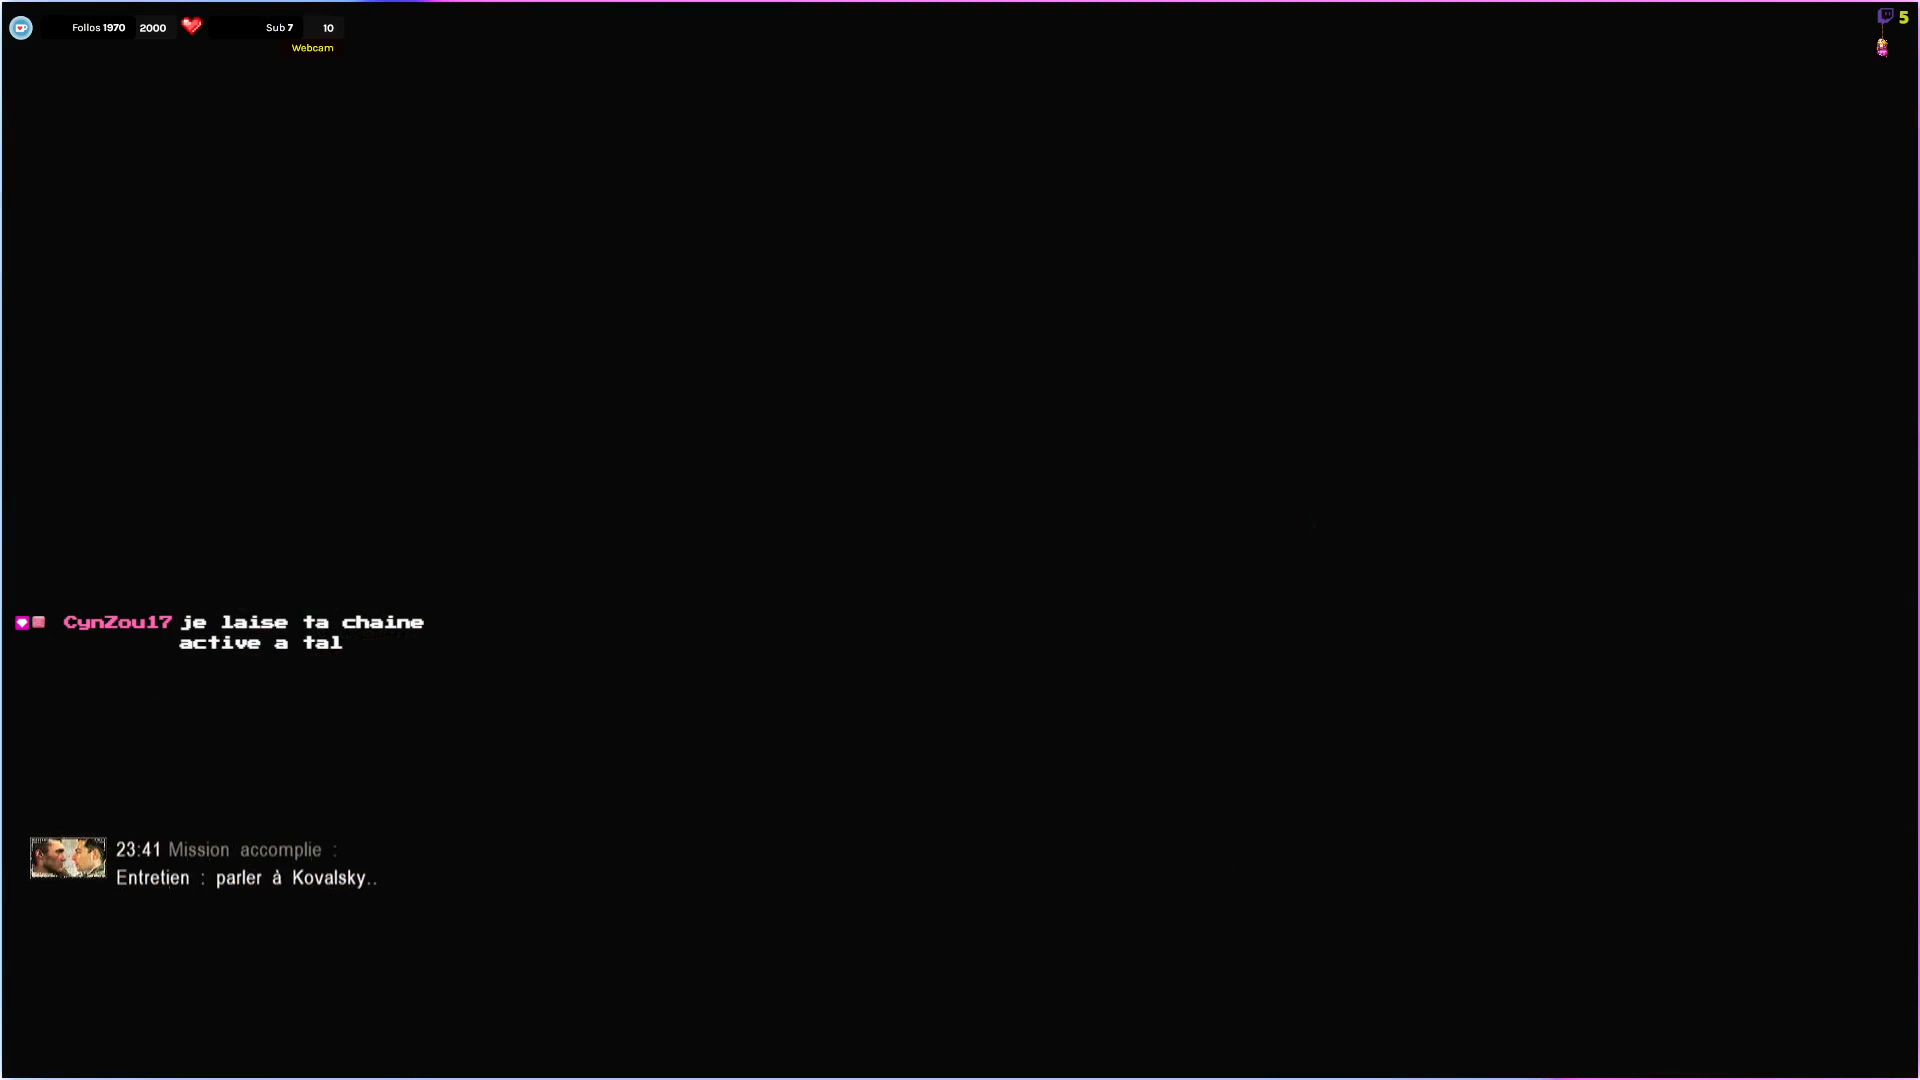 Follos 1970 2000 Sub 7 10 5
Webcam
CynZou17 je laise ta chaine
active a tal
23:41 Mission accomplie :
Entretien : parler à Kovalsky..